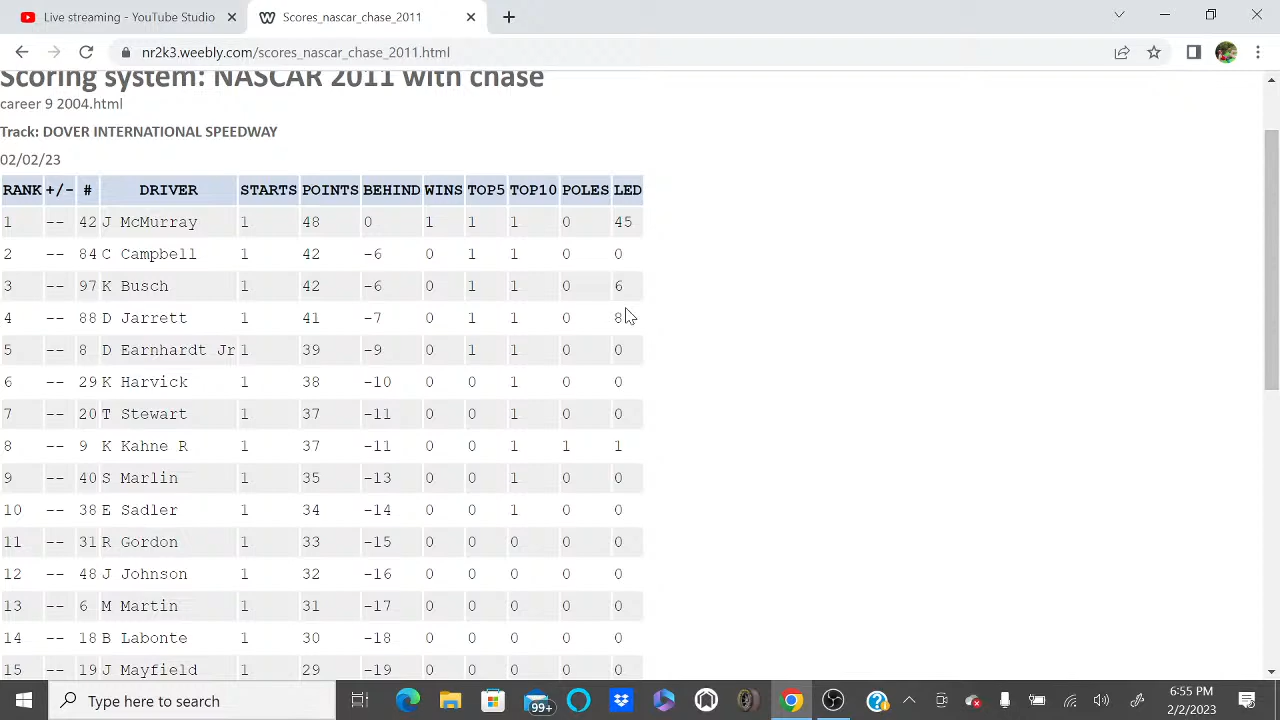 Live streaming - YouTube Studio
Scores_nascar_chase_2011
nr2k3.weebly.com/scores_nascar_chase_2011.html
Scoring system: NASCAR 2011 with chase
career 9 2004.html
Track: DOVER INTERNATIONAL SPEEDWAY
02/02/23
RANK +/- # DRIVER STARTS POINTS BEHIND WINS TOP5 TOP10 POLES LED
1 -- 42 J McMurray 1 48 0 1 1 1 0 45
2 -- 84 C Campbell 1 42 -6 0 1 1 0 0
3 -- 97 K Busch 1 42 -6 0 1 1 0 6
4 -- 88 D Jarrett 1 41 -7 0 1 1 0 8
5 -- 8 D Earnhardt Jr 1 39 -9 0 1 1 0 0
6 -- 29 K Harvick 1 38 -10 0 0 1 0 0
7 -- 20 T Stewart 1 37 -11 0 0 1 0 0
8 -- 9 K Kahne R 1 37 -11 0 0 1 1 1
9 -- 40 S Marlin 1 35 -13 0 0 1 0 0
10 -- 38 E Sadler 1 34 -14 0 0 1 0 0
11 -- 31 R Gordon 1 33 -15 0 0 0 0 0
12 -- 48 J Johnson 1 32 -16 0 0 0 0 0
13 -- 6 M Martin 1 31 -17 0 0 0 0 0
14 -- 18 B Labonte 1 30 -18 0 0 0 0 0
15 -- 19 J Mayfield 1 29 -19 0 0 0 0 0
Type here to search
99+
6:55 PM
2/2/2023